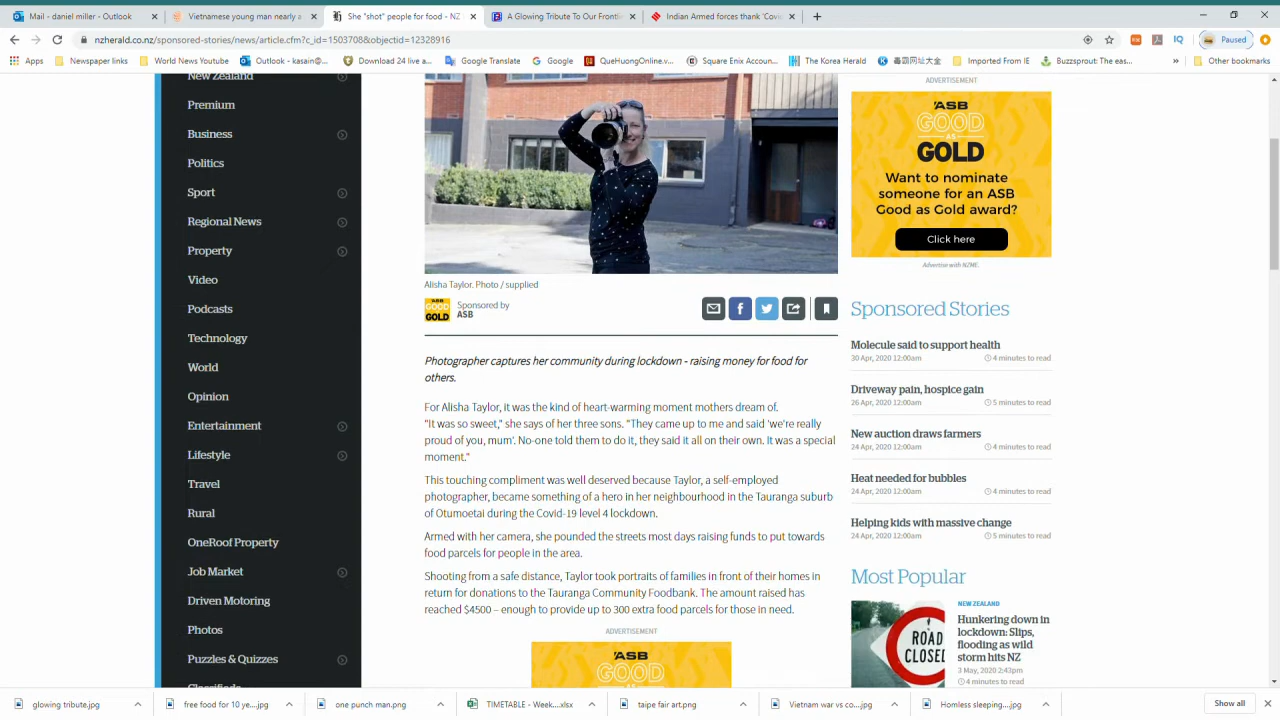 daniel miller - Outlook
Mail - daniel miller - Outlook
Vietnamese young man nearly a
She "shot" people for food - NZ
A Glowing Tribute To Our Frontli
Indian Armed forces thank 'Cov
nzherald.co.nz/sponsored-stories/news/article.cfm?c_id=1503708&objectid=12328916
IQ
Paused
Apps
Newspaper links
World News Youtube
Outlook - kasain@...
Download 24 live a...
Google Translate
Google
QueHuongOnline.v...
Square Enix Accoun...
The Korea Herald
Imported From IE
Buzzsprout: The eas...
»
Other bookmarks
New Zealand
Premium
Business
Politics
Sport
Regional News
Property
Video
Podcasts
Technology
World
Opinion
Entertainment
Lifestyle
Travel
Rural
OneRoof Property
Job Market
Driven Motoring
Photos
Puzzles & Quizzes
Classifieds
Alisha Taylor. Photo / supplied
ASB
GOOD
AS
GOLD
Sponsored by
ASB
Photographer captures her community during lockdown - raising money for food for
others.
For Alisha Taylor, it was the kind of heart-warming moment mothers dream of.
"It was so sweet," she says of her three sons. "They came up to me and said 'we're really
proud of you, mum'. No-one told them to do it, they said it all on their own. It was a special
moment."
This touching compliment was well deserved because Taylor, a self-employed
photographer, became something of a hero in her neighbourhood in the Tauranga suburb
of Otumoetai during the Covid-19 level 4 lockdown.
Armed with her camera, she pounded the streets most days raising funds to put towards
food parcels for people in the area.
Shooting from a safe distance, Taylor took portraits of families in front of their homes in
return for donations to the Tauranga Community Foodbank. The amount raised has
reached $4500 – enough to provide up to 300 extra food parcels for those in need.
ADVERTISEMENT
ASB
GOOD
AS
ADVERTISEMENT
ASB
GOOD
AS
GOLD
Want to nominate
someone for an ASB
Good as Gold award?
Click here
Advertise with NZME.
Sponsored Stories
Molecule said to support health
30 Apr, 2020 12:00am 4 minutes to read
Driveway pain, hospice gain
26 Apr, 2020 12:00am 5 minutes to read
New auction draws farmers
24 Apr, 2020 12:00am 4 minutes to read
Heat needed for bubbles
24 Apr, 2020 12:00am 4 minutes to read
Helping kids with massive change
24 Apr, 2020 12:00am 5 minutes to read
Most Popular
ROAD
CLOSED
NEW ZEALAND
Hunkering down in
lockdown: Slips,
flooding as wild
storm hits NZ
3 May, 2020 2:43pm
4 minutes to read
glowing tribute.jpg
free food for 10 ye....jpg
one punch man.png
TIMETABLE - Week....xlsx
taipe fair art.png
Vietnam war vs co....jpg
Homless sleeping....jpg
Show all